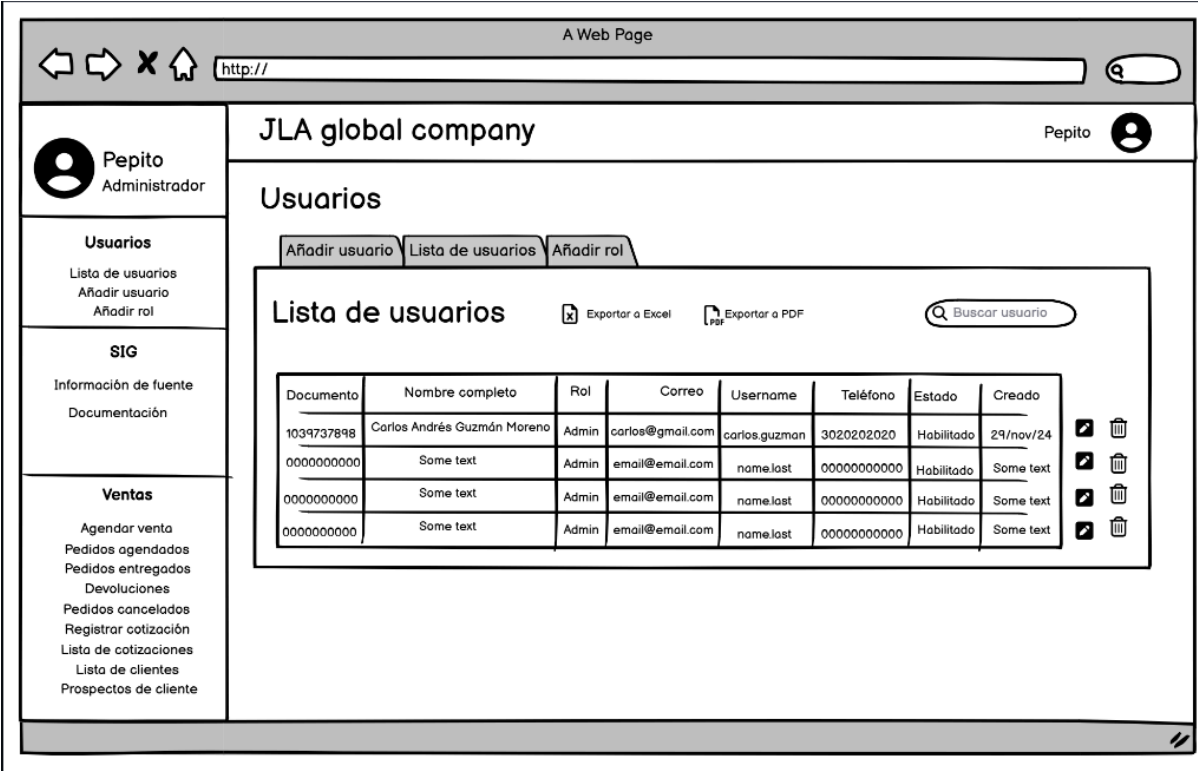 A Web Page
http://
JLA global company
Pepito
Pepito
Administrador
Usuarios
Lista de usuarios
Añadir usuario
Añadir rol
SIG
Información de fuente
Documentación
Ventas
Agendar venta
Pedidos agendados
Pedidos entregados
Devoluciones
Pedidos cancelados
Registrar cotización
Lista de cotizaciones
Lista de clientes
Prospectos de cliente
Usuarios
Añadir usuario Lista de usuarios Añadir rol
Lista de usuarios Exportar a Excel PDF Exportar a PDF Buscar usuario
Documento Nombre completo Rol Correo Username Teléfono Estado Creado
1039737898 Carlos Andrés Guzmán Moreno Admin carlos@gmail.com carlos.guzman 3020202020 Habilitado 29/nov/24
0000000000 Some text Admin email@email.com name.last 00000000000 Habilitado Some text
0000000000 Some text Admin email@email.com name.last 00000000000 Habilitado Some text
0000000000 Some text Admin email@email.com name.last 00000000000 Habilitado Some text